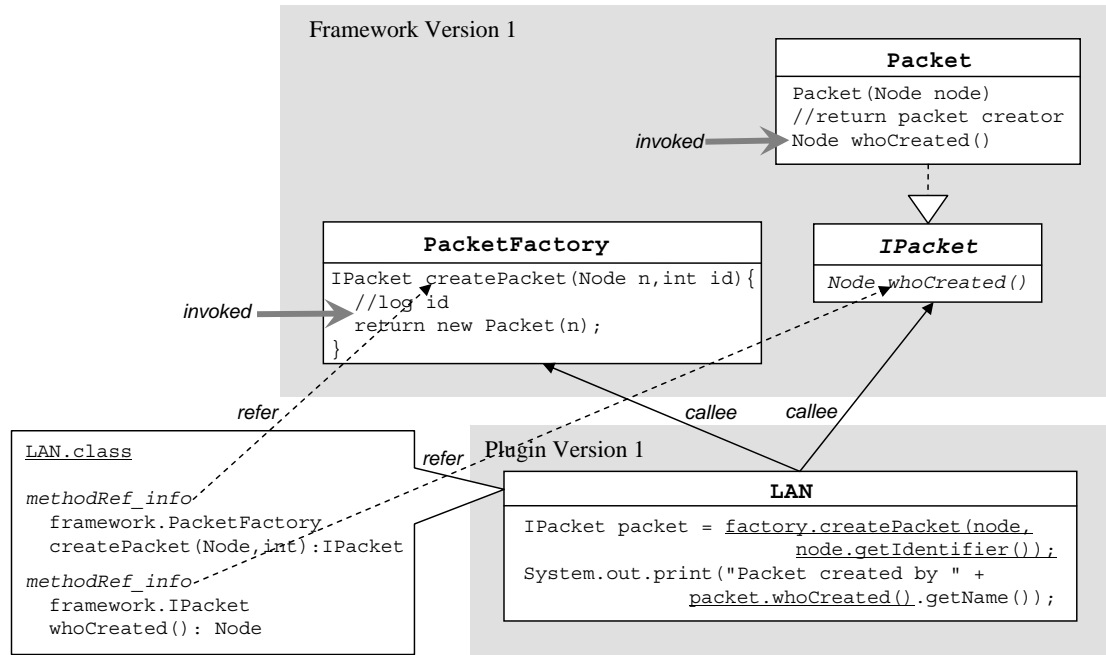 Framework Version 1
Packet
Packet(Node node)
//return packet creator
Node whoCreated()
invoked
PacketFactory
IPacket createPacket(Node n,int id){
//log id
return new Packet(n);
}
invoked
IPacket
Node whoCreated()
refer
callee
callee
refer
LAN.class
methodRef_info
framework.PacketFactory
createPacket(Node,int):IPacket
methodRef_info
framework.IPacket
whoCreated(): Node
Plugin Version 1
LAN
IPacket packet = factory.createPacket(node,
node.getIdentifier());
System.out.print("Packet created by " +
packet.whoCreated().getName());